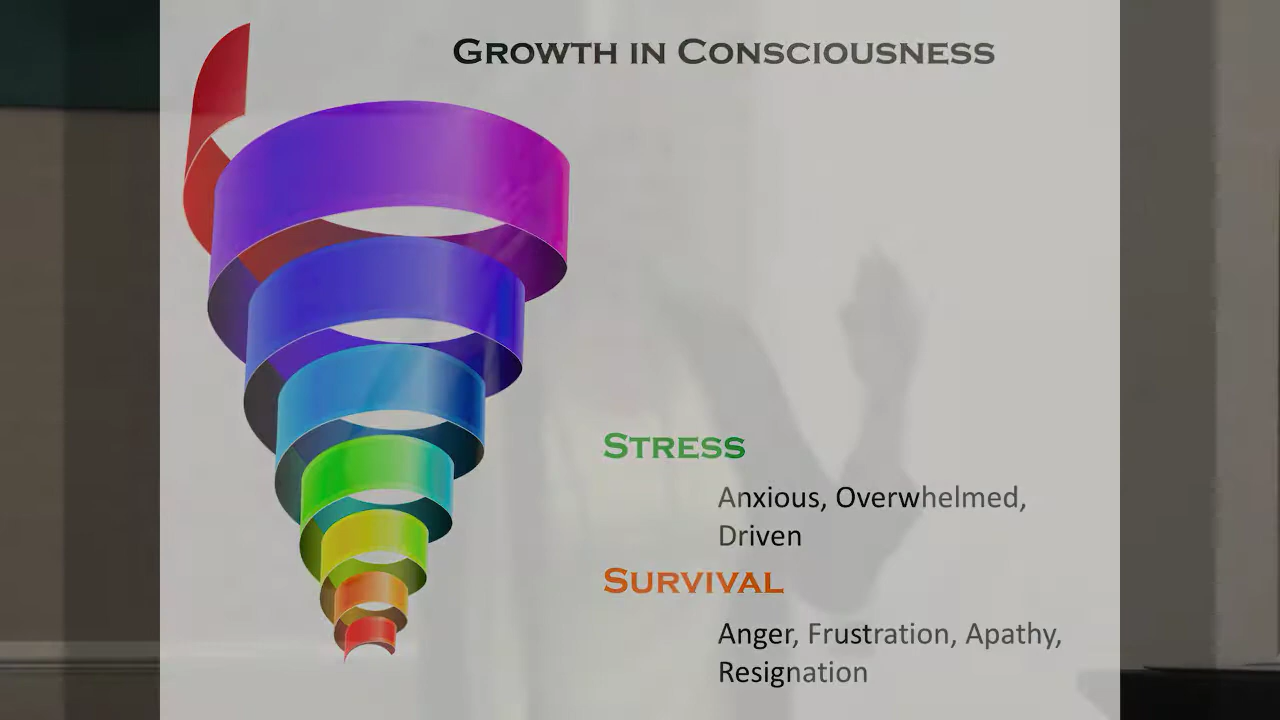 GROWTH IN CONSCIOUSNESS
STRESS
Anxious, Overwhelmed,
Driven
SURVIVAL
Anger, Frustration, Apathy,
Resignation